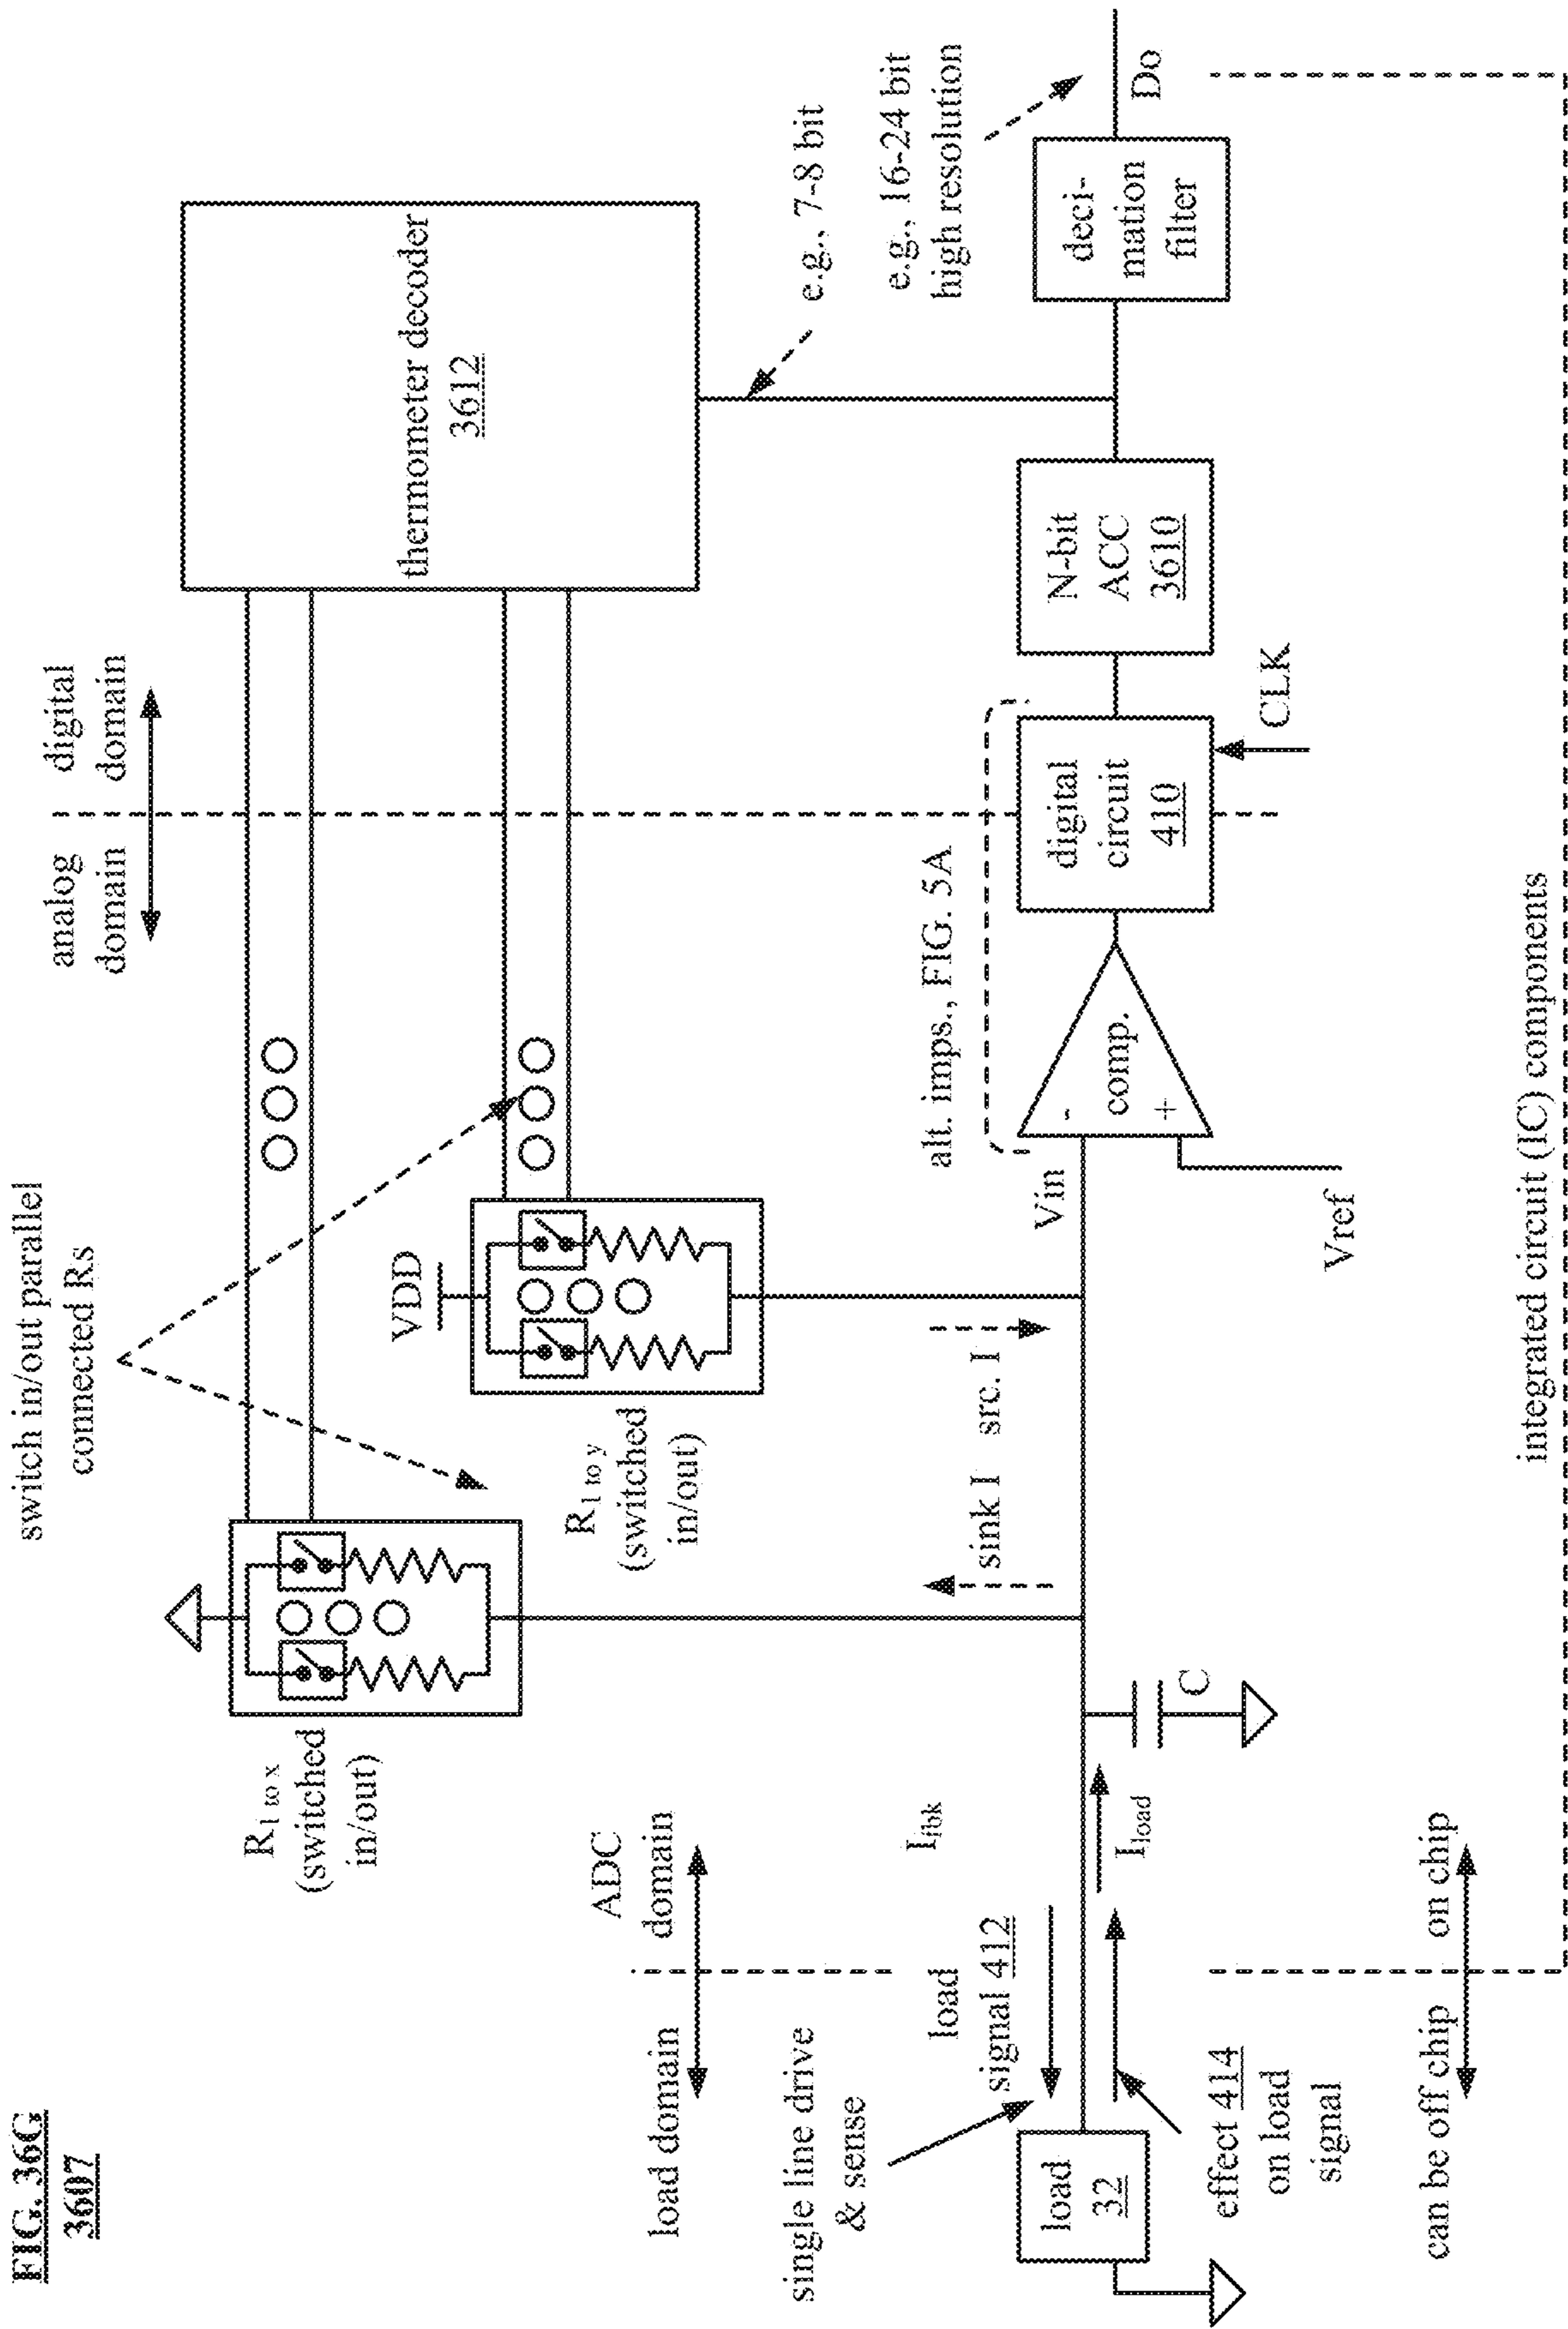 FIG. 36G
3607
switch in/out parallel
connected Rs
analog
domain
digital
domain
R1 to x
(switched
in/out)
VDD
R1 to y
(switched
in/out)
thermometer decoder
3612
load domain
ADC
domain
e.g., 7-8 bit
e.g., 16-24 bit
high resolution
single line drive
& sense
load
signal 412
Ifbk
sink I
src. I
alt. imps., FIG. 5A
load
32
Vin
-
comp.
+
digital
circuit
410
N-bit
ACC
3610
deci-
mation
filter
Do
Iload
C
effect 414
on load
signal
Vref
CLK
can be off chip
on chip
integrated circuit (IC) components